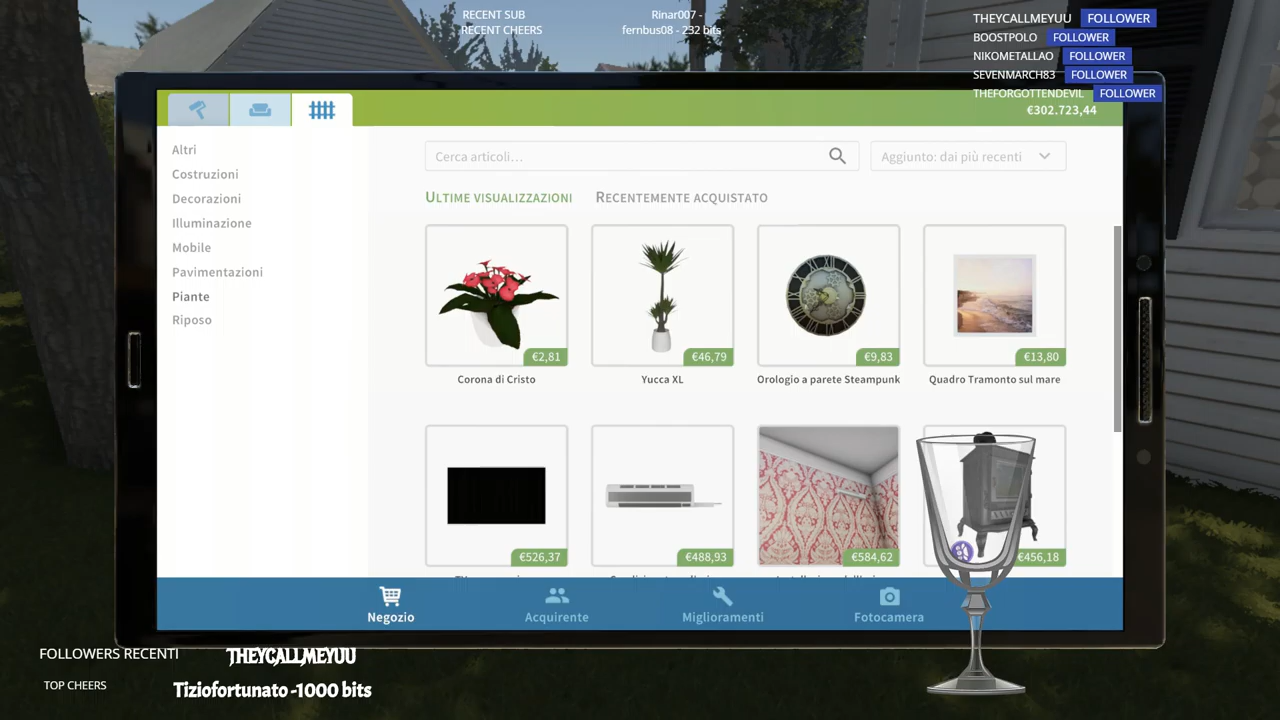 RECENT SUB
Rinar007 -
RECENT CHEERS
fernbus08 - 232 bits
THEYCALLMEYUU FOLLOWER
BOOSTPOLO FOLLOWER
NIKOMETALLAO FOLLOWER
SEVENMARCH83 FOLLOWER
THEFORGOTTENDEVIL FOLLOWER
€302.723,44
Altri
Costruzioni
Decorazioni
Illuminazione
Mobile
Pavimentazioni
Piante
Riposo
Cerca articoli...
Aggiunto: dai più recenti
ULTIME VISUALIZZAZIONI
RECENTEMENTE ACQUISTATO
€2,81
€46,79
€9,83
€13,80
Corona di Cristo
Yucca XL
Orologio a parete Steampunk
Quadro Tramonto sul mare
€526,37
€488,93
€584,62
€456,18
Negozio
Acquirente
Miglioramenti
Fotocamera
FOLLOWERS RECENTI
THEYCALLMEYUU
TOP CHEERS
Tiziofortunato -1000 bits